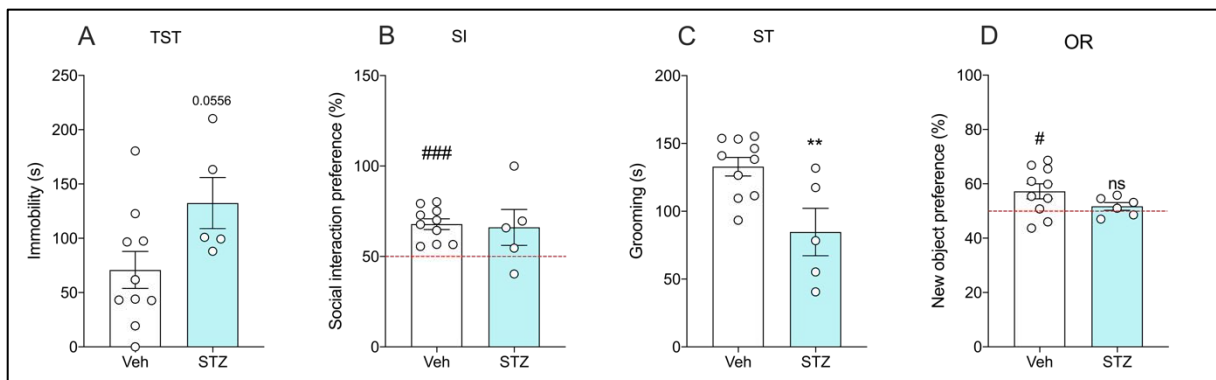 A TST
Immobility (s)
250
200
150
100
50
0
0.0556
Veh STZ
B SI
Social interaction preference (%)
150
100
50
0
###
Veh STZ
C ST
Grooming (s)
200
150
100
50
0
**
Veh STZ
D OR
New object preference (%)
100
80
60
40
20
0
#
ns
Veh STZ